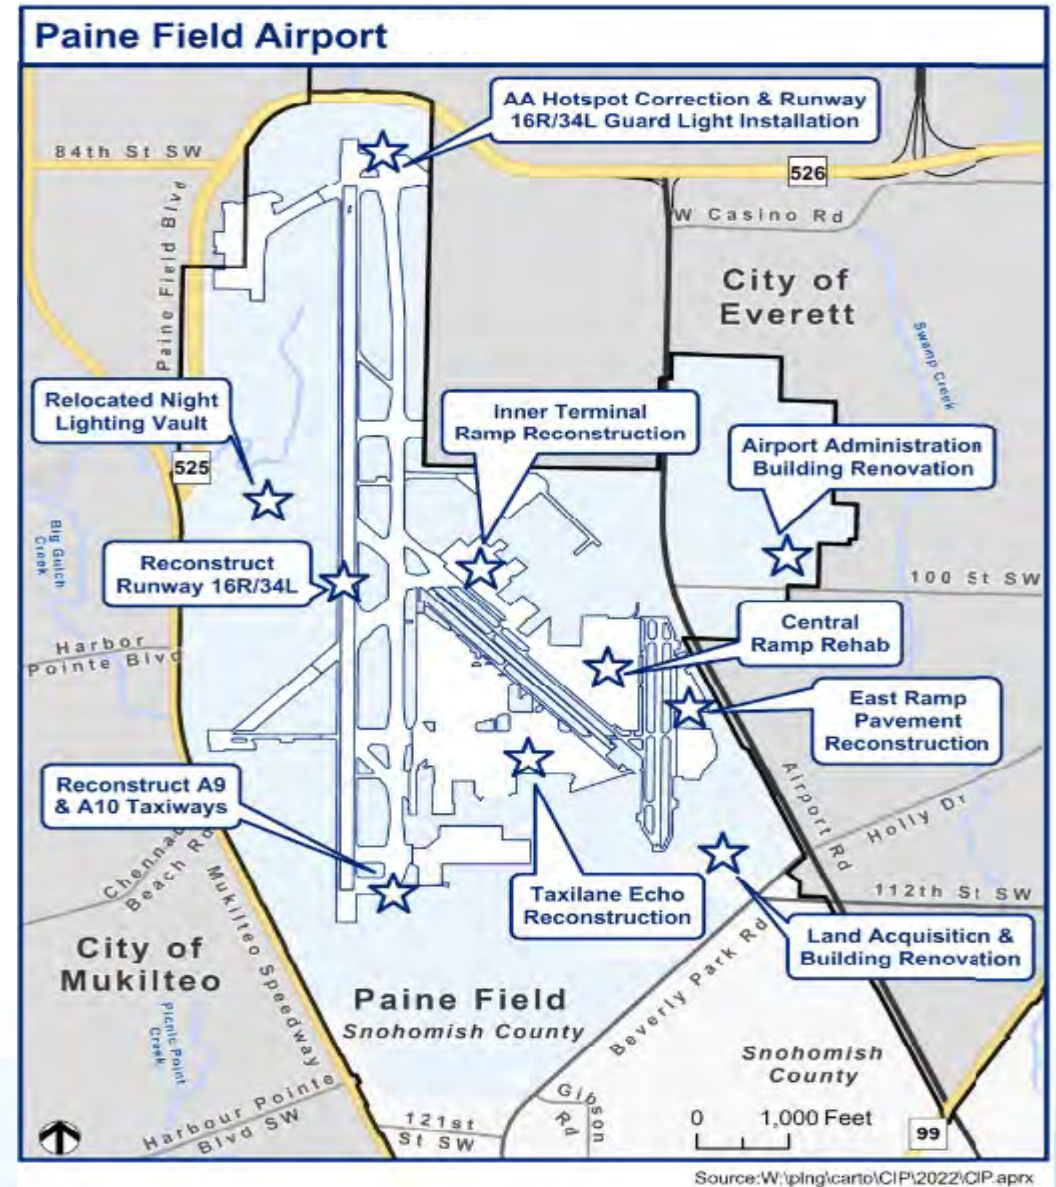 Paine Field Airport
AA Hotspot Correction & Runway
16R/34L Guard Light Installation
84th St SW
526
Paine Field Blvd
W Casino Rd
City of
Everett
Swamp Creek
Relocated Night
Lighting Vault
Inner Terminal
Ramp Reconstruction
Airport Administration
Building Renovation
525
Big Gulch
Creek
Reconstruct
Runway 16R/34L
100 St SW
Harbor
Pointe Blvd
Central
Ramp Rehab
East Ramp
Pavement
Reconstruction
Reconstruct A9
& A10 Taxiways
Airport Rd
Holly Dr
Chennault
Beach Rd
Mukilteo Speedway
Taxilane Echo
Reconstruction
112th St SW
Land Acquisition &
Building Renovation
City of
Mukilteo
Paine Field
Snohomish County
Beverly Park Rd
Picnic Point
Creek
Snohomish
County
Harbour Pointe
Blvd SW
121st
St SW
Gibson
Rd
0 1,000 Feet
99
Source:W:\plng\carto\CIP\2022\CIP.aprx